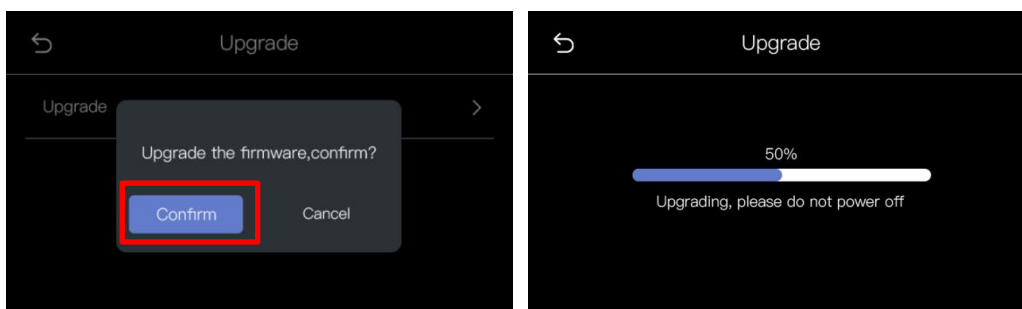 Upgrade
Upgrade
Upgrade the firmware,confirm?
Confirm Cancel
Upgrade
50%
Upgrading, please do not power off